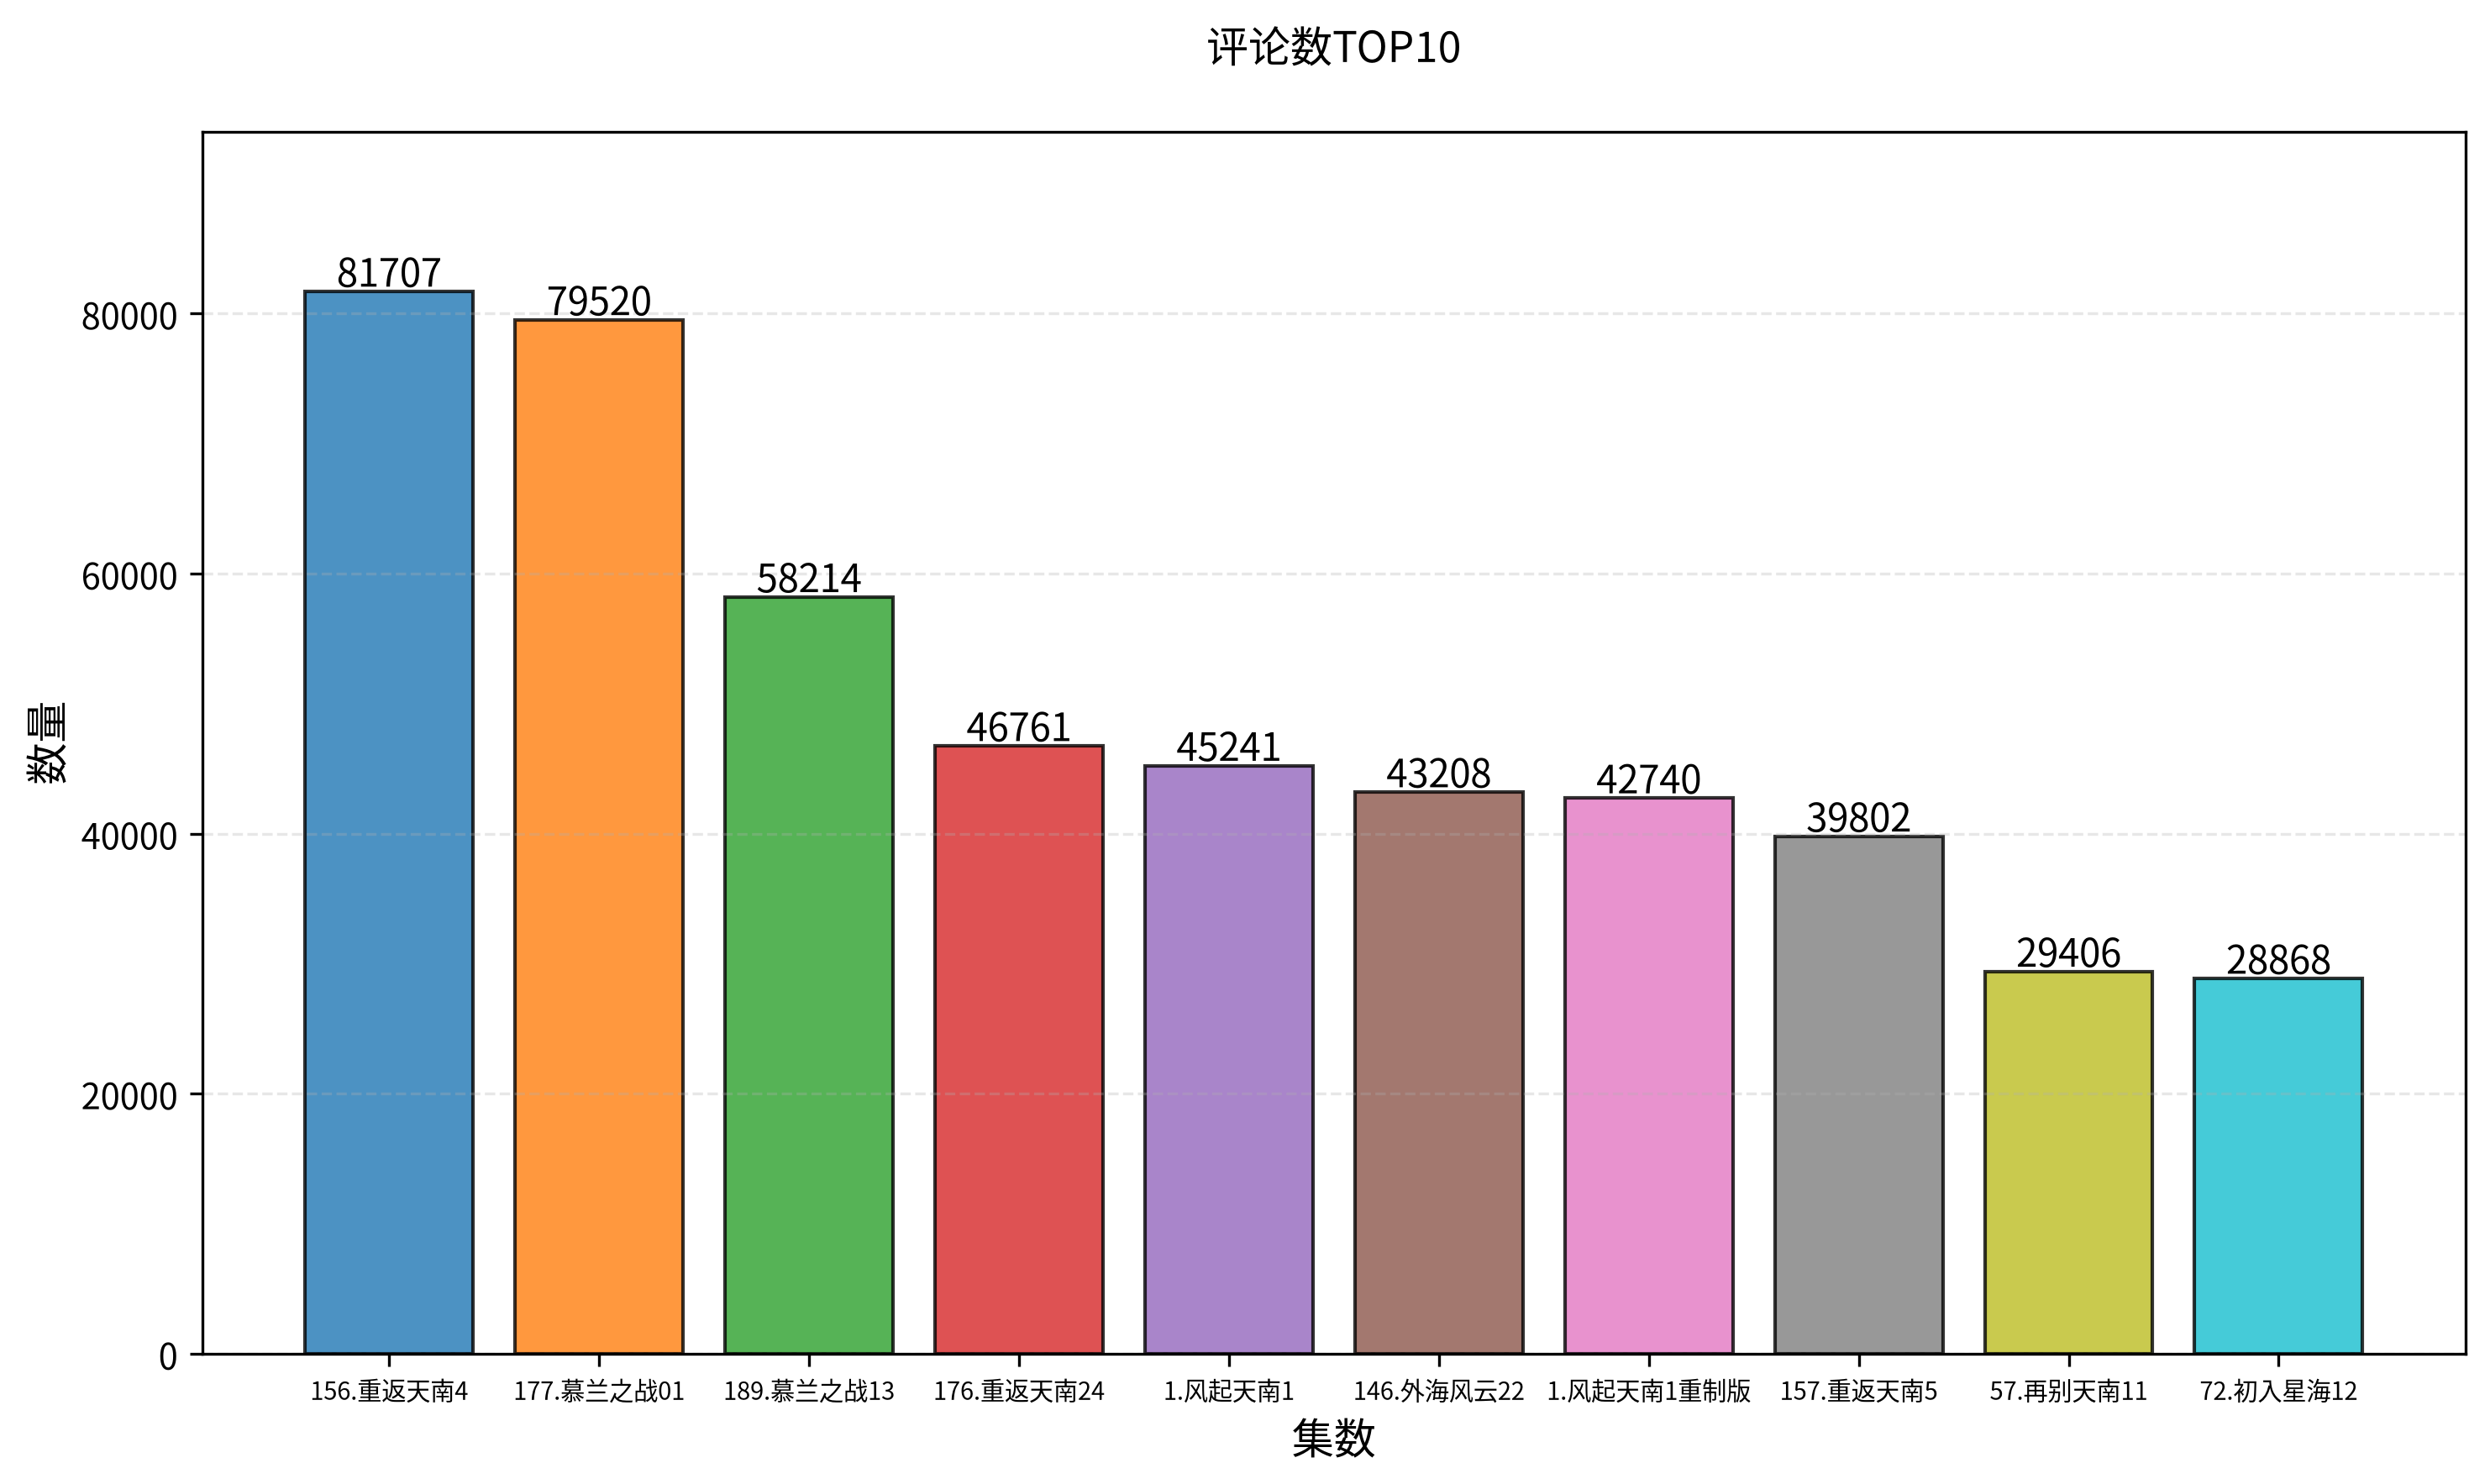 评论数TOP10
数量
80000
60000
40000
20000
0
81707
79520
58214
46761
45241
43208
42740
39802
29406
28868
156.重返天南4
177.慕兰之战01
189.慕兰之战13
176.重返天南24
1.风起天南1
146.外海风云22
1.风起天南1重制版
157.重返天南5
57.再别天南11
72.初入星海12
集数